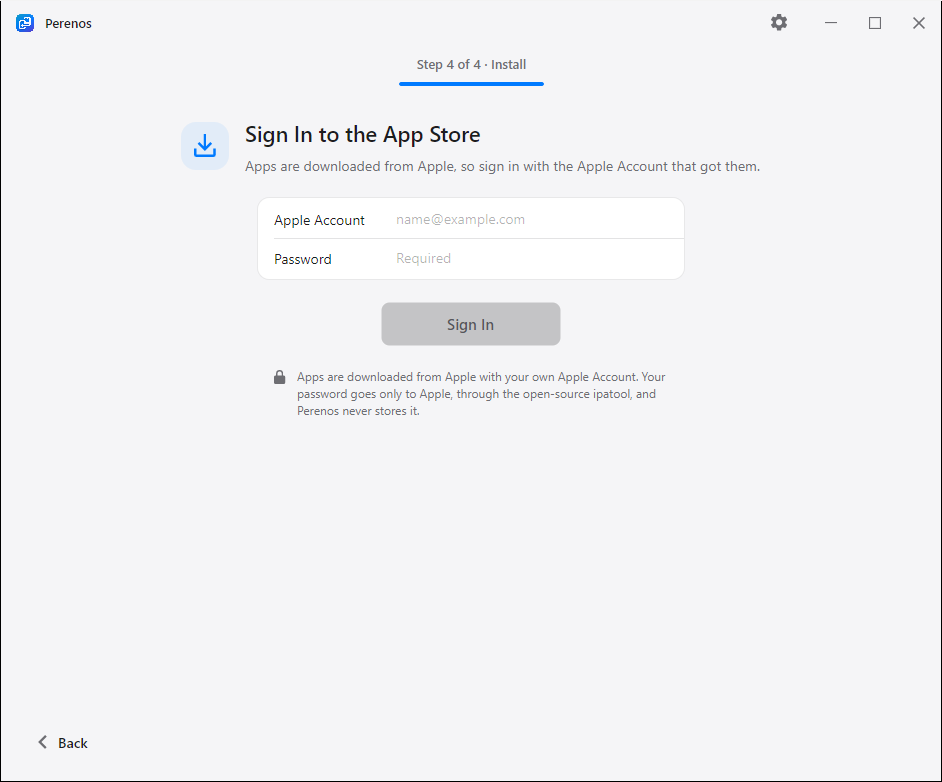 Perenos
Step 4 of 4 · Install
Sign In to the App Store
Apps are downloaded from Apple, so sign in with the Apple Account that got them.
Apple Account name@example.com
Password Required
Sign In
Apps are downloaded from Apple with your own Apple Account. Your
password goes only to Apple, through the open-source ipatool, and
Perenos never stores it.
Back